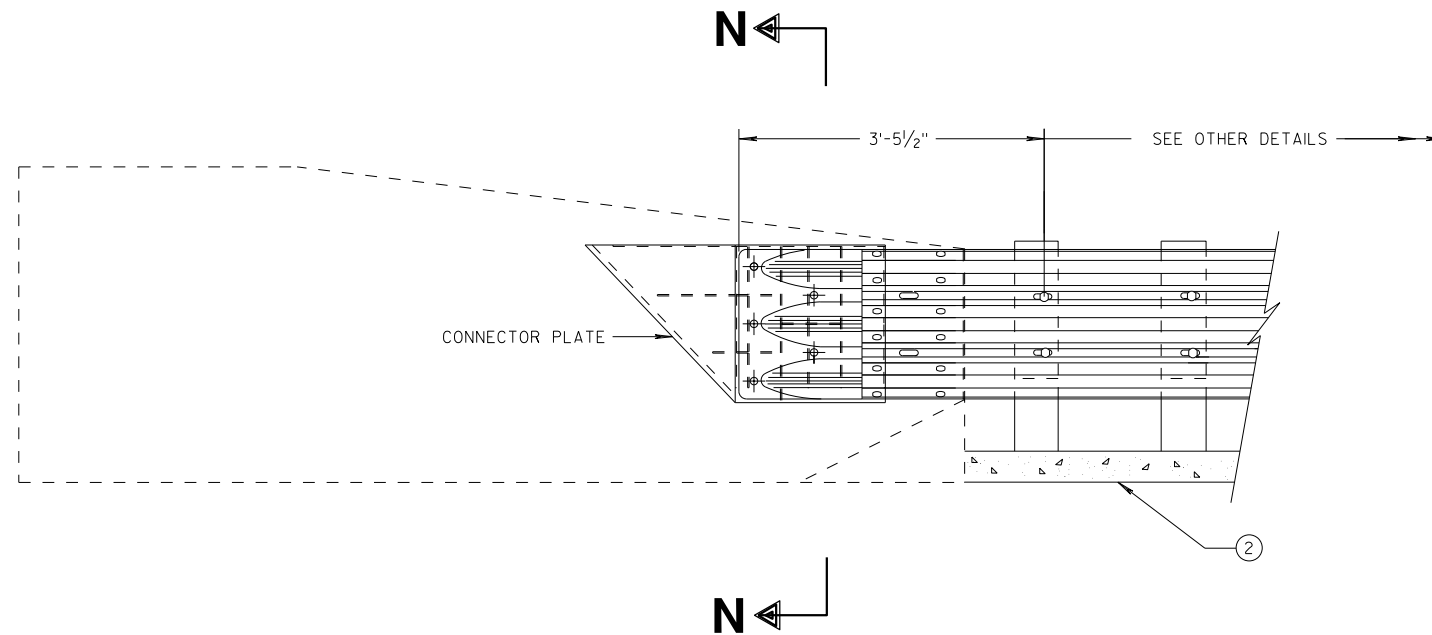 N
3'-5½"
SEE OTHER DETAILS
CONNECTOR PLATE
2
N